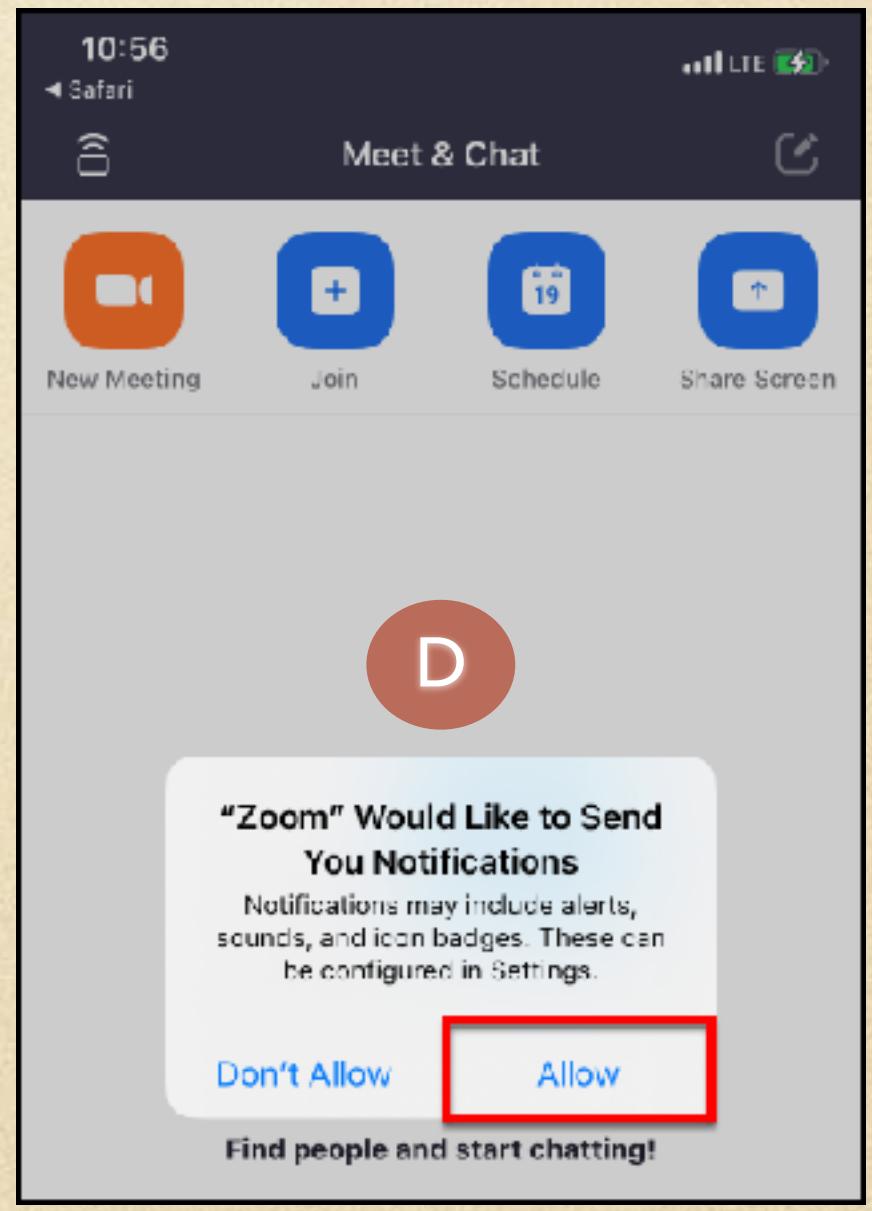 10:56
◀ Safari
LTE
Meet & Chat
19
New Meeting
Join
Schedule
Share Screen
D
“Zoom” Would Like to Send
You Notifications
Notifications may include alerts,
sounds, and icon badges. These can
be configured in Settings.
Don’t Allow
Allow
Find people and start chatting!